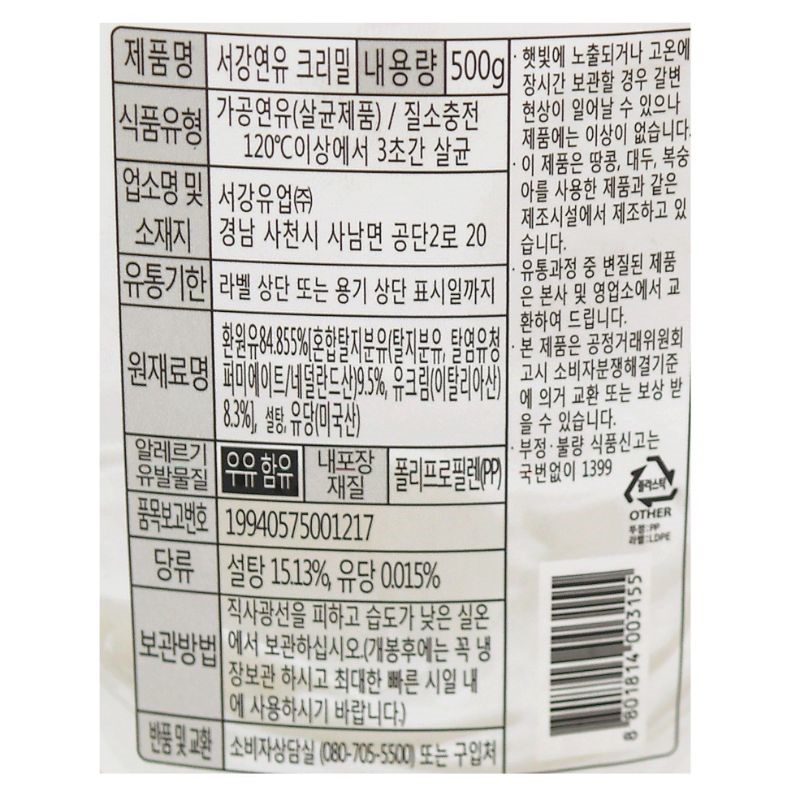 제품명 서강연유 크리밀 내용량 500g
식품유형 가공연유(살균제품) / 질소충전
120℃이상에서 3초간 살균
업소명 및
소재지
서강유업㈜
경남 사천시 사남면 공단2로 20
유통기한 라벨 상단 또는 용기 상단 표시일까지
원재료명
환원유84.855%[혼합탈지분유(탈지분유, 탈염유청
퍼미에이트/네덜란드산)9.5%, 유크림(이탈리아산)
8.3%], 설탕, 유당(미국산)
알레르기
유발물질
우유 함유
내포장
재질
폴리프로필렌(PP)
품목보고번호 19940575001217
당류 설탕 15.13%, 유당 0.015%
보관방법
직사광선을 피하고 습도가 낮은 실온
에서 보관하십시오.(개봉후에는 꼭 냉
장보관 하시고 최대한 빠른 시일 내
에 사용하시기 바랍니다.)
반품 및 교환 소비자상담실 (080-705-5500) 또는 구입처
· 햇빛에 노출되거나 고온에
장시간 보관할 경우 갈변
현상이 일어날 수 있으나
제품에는 이상이 없습니다.
· 이 제품은 땅콩, 대두, 복숭
아를 사용한 제품과 같은
제조시설에서 제조하고 있
습니다.
· 유통과정 중 변질된 제품
은 본사 및 영업소에서 교
환하여 드립니다.
· 본 제품은 공정거래위원회
고시 소비자분쟁해결기준
에 의거 교환 또는 보상 받
을 수 있습니다.
· 부정·불량 식품신고는
국번없이 1399
플라스틱
OTHER
뚜껑:PP
라벨:LDPE
8 801814 003155